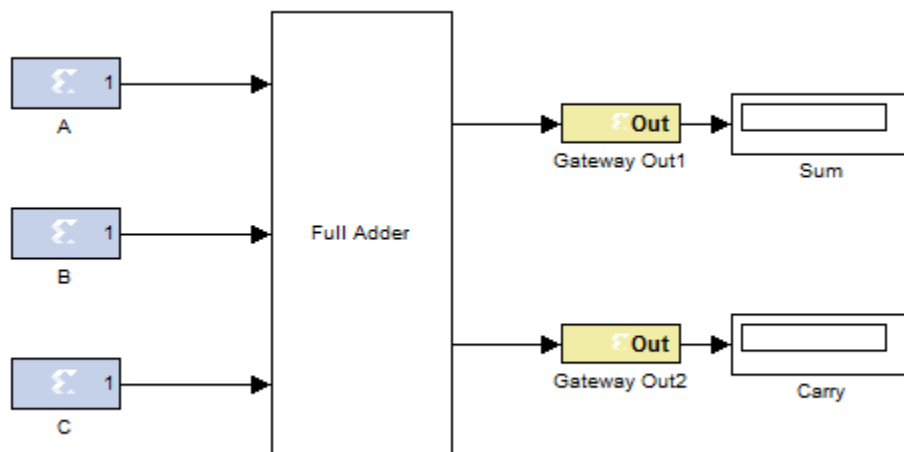 1
A
Out
Gateway Out1
Sum
1
B
Full Adder
Out
Gateway Out2
Carry
1
C